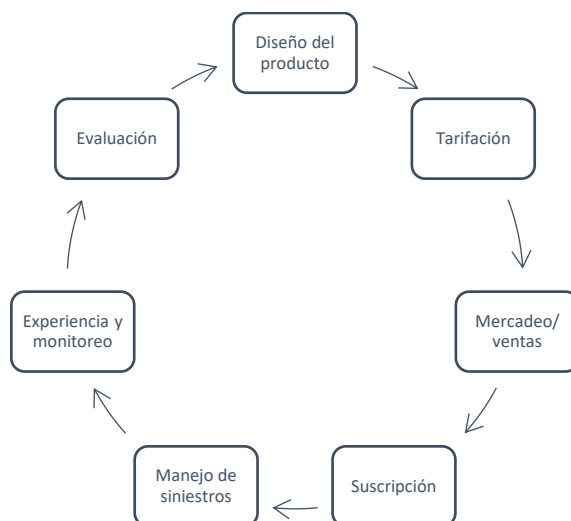 Diseño del
producto
Tarifación
Mercadeo/
ventas
Suscripción
Manejo de
siniestros
Experiencia y
monitoreo
Evaluación